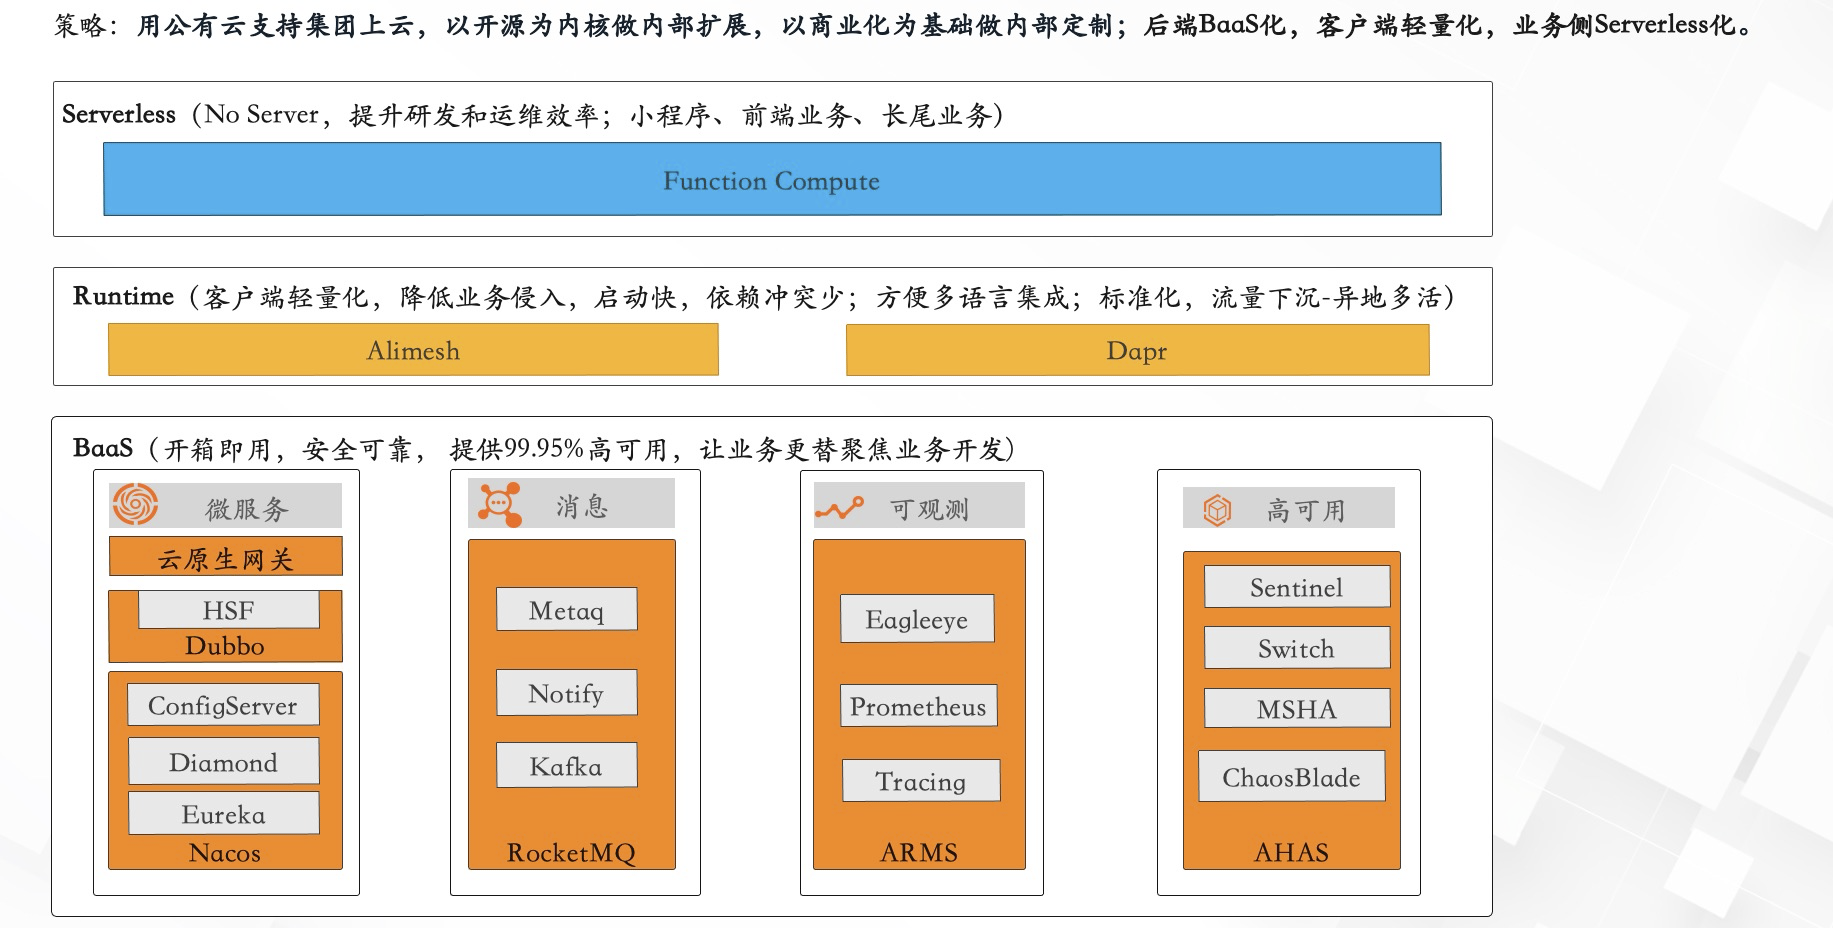 策略：用公有云支持集团上云，以开源为内核做内部扩展，以商业化为基础做内部定制；后端BaaS化，客户端轻量化，业务侧Serverless化。
Serverless（No Server，提升研发和运维效率；小程序、前端业务、长尾业务）
Function Compute
Runtime（客户端轻量化，降低业务侵入，启动快，依赖冲突少；方便多语言集成；标准化，流量下沉-异地多活）
Alimesh
Dapr
BaaS（开箱即用，安全可靠， 提供99.95%高可用，让业务更替聚焦业务开发）
微服务
云原生网关
HSF
Dubbo
ConfigServer
Diamond
Eureka
Nacos
消息
Metaq
Notify
Kafka
RocketMQ
可观测
Eagleeye
Prometheus
Tracing
ARMS
高可用
Sentinel
Switch
MSHA
ChaosBlade
AHAS